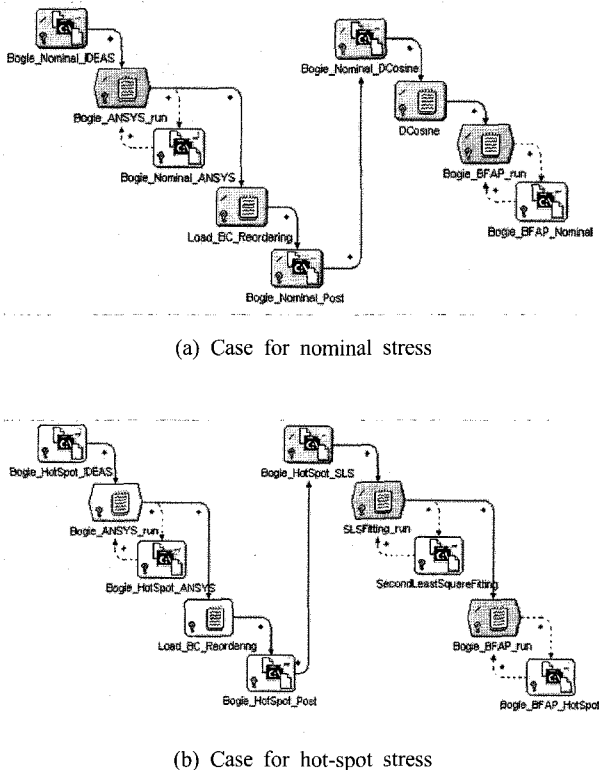 Bogie_Nominal_IDEAS
Bogie_ANSYS_run
Bogie_Nominal_ANSYS
Load_BC_Reordering
Bogie_Nominal_Post
Bogie_Nominal_DCosine
DCosine
Bogie_BFAP_run
Bogie_BFAP_Nominal
(a) Case for nominal stress
Bogie_HotSpot_IDEAS
Bogie_ANSYS_run
Bogie_HotSpot_ANSYS
Load_BC_Reordering
Bogie_HotSpot_Post
Bogie_HotSpot_SLS
SLSFitting_run
SecondLeastSquareFitting
Bogie_BFAP_run
Bogie_BFAP_HotSpot
(b) Case for hot-spot stress